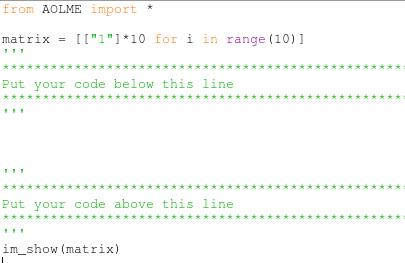 from AOLME import *
matrix = [["1"]*10 for i in range(10)]
'''
**************************************************
Put your code below this line
**************************************************
'''
'''
**************************************************
Put your code above this line
**************************************************
'''
im_show(matrix)